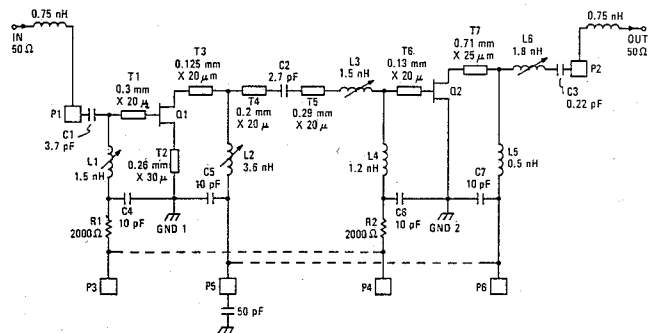 0.75 nH
IN
50 Ω
P1
C1
3.7 pF
T1
0.3 mm
X 20 μ
L1
1.5 nH
C4
10 pF
R1
2000 Ω
P3
Q1
T2
0.26 mm
X 30 μ
GND 1
T3
0.125 mm
X 20 μm
T4
0.2 mm
X 20 μ
L2
3.6 nH
C5
10 pF
P5
50 pF
C2
2.7 pF
T5
0.29 mm
X 20 μ
L3
1.5 nH
T6
0.13 mm
X 20 μ
L4
1.2 nH
C6
10 pF
R2
2000 Ω
P4
Q2
GND 2
T7
0.71 mm
X 25 μm
L5
0.5 nH
C7
10 pF
P6
L6
1.8 nH
C3
0.22 pF
P2
0.75 nH
OUT
50 Ω